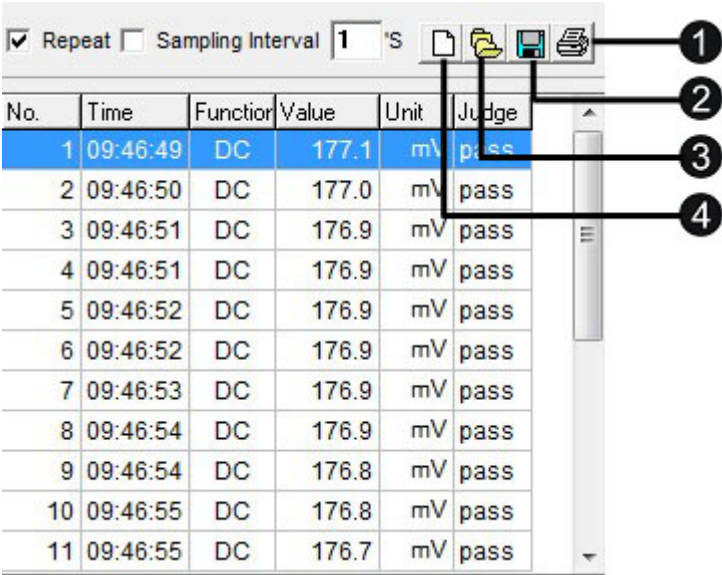 Repeat Sampling Interval 1 'S
1
2
3
4
No. Time Function Value Unit Judge
1 09:46:49 DC 177.1 mV pass
2 09:46:50 DC 177.0 mV pass
3 09:46:51 DC 176.9 mV pass
4 09:46:51 DC 176.9 mV pass
5 09:46:52 DC 176.9 mV pass
6 09:46:52 DC 176.9 mV pass
7 09:46:53 DC 176.9 mV pass
8 09:46:54 DC 176.9 mV pass
9 09:46:54 DC 176.8 mV pass
10 09:46:55 DC 176.8 mV pass
11 09:46:55 DC 176.7 mV pass